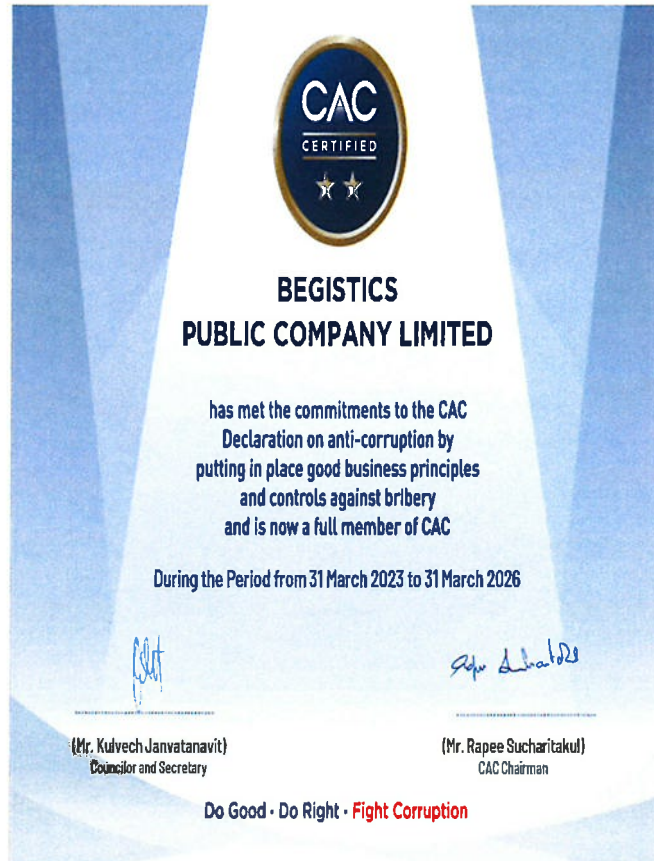 CAC
CERTIFIED
BEGISTICS
PUBLIC COMPANY LIMITED
has met the commitments to the CAC
Declaration on anti-corruption by
putting in place good business principles
and controls against bribery
and is now a full member of CAC
During the Period from 31 March 2023 to 31 March 2026
(Mr. Kulvech Janvatanavit)
Councilor and Secretary
(Mr. Rapee Sucharitakul)
CAC Chairman
Do Good · Do Right · Fight Corruption